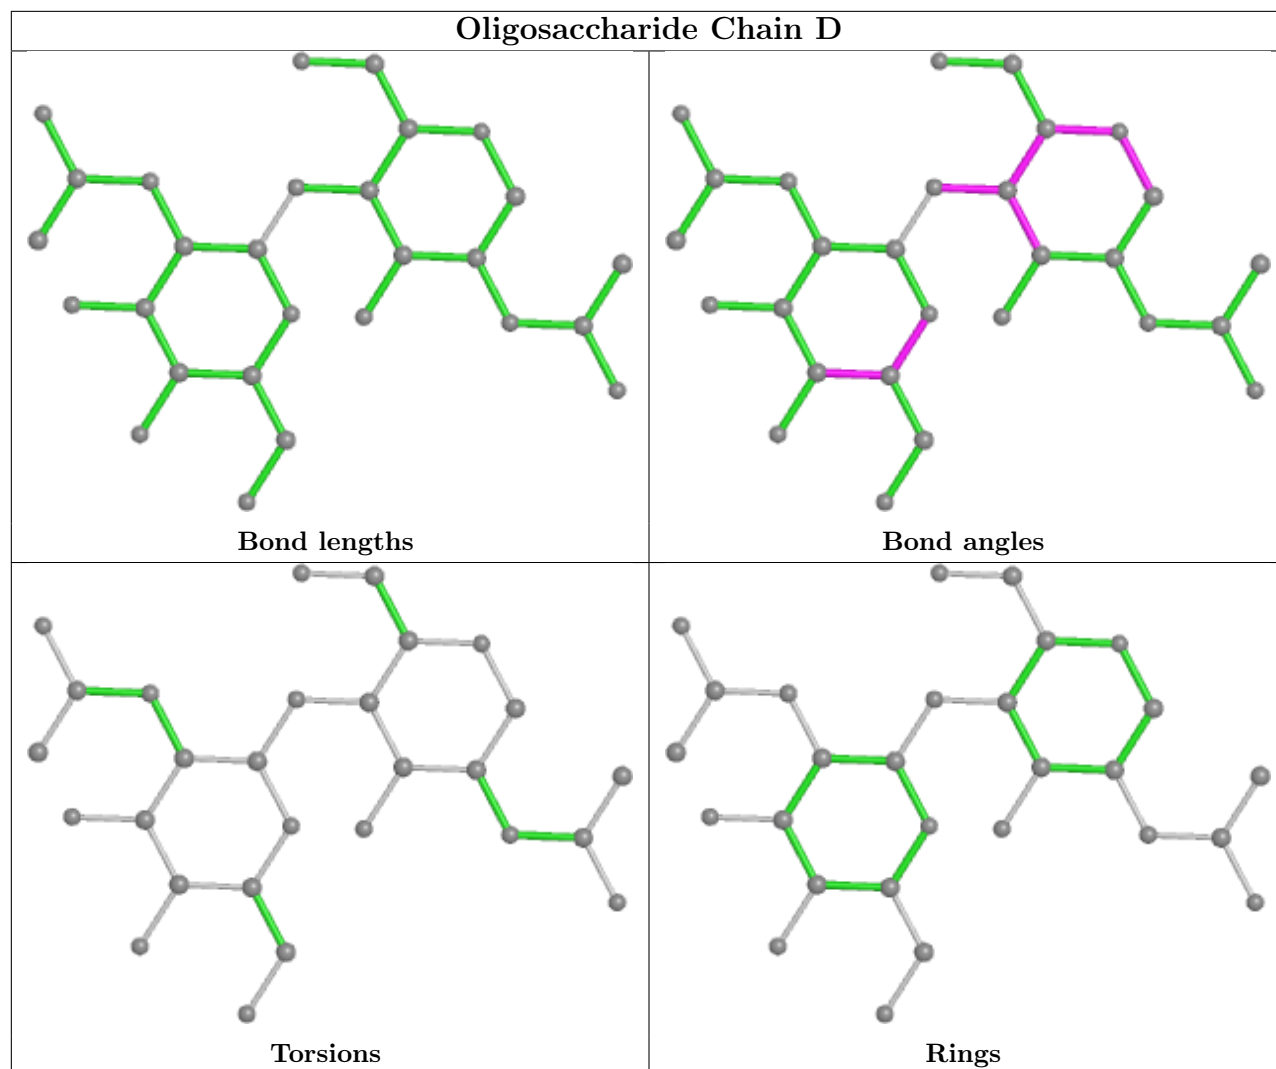 Oligosaccharide Chain D
Bond lengths
Bond angles
Torsions
Rings